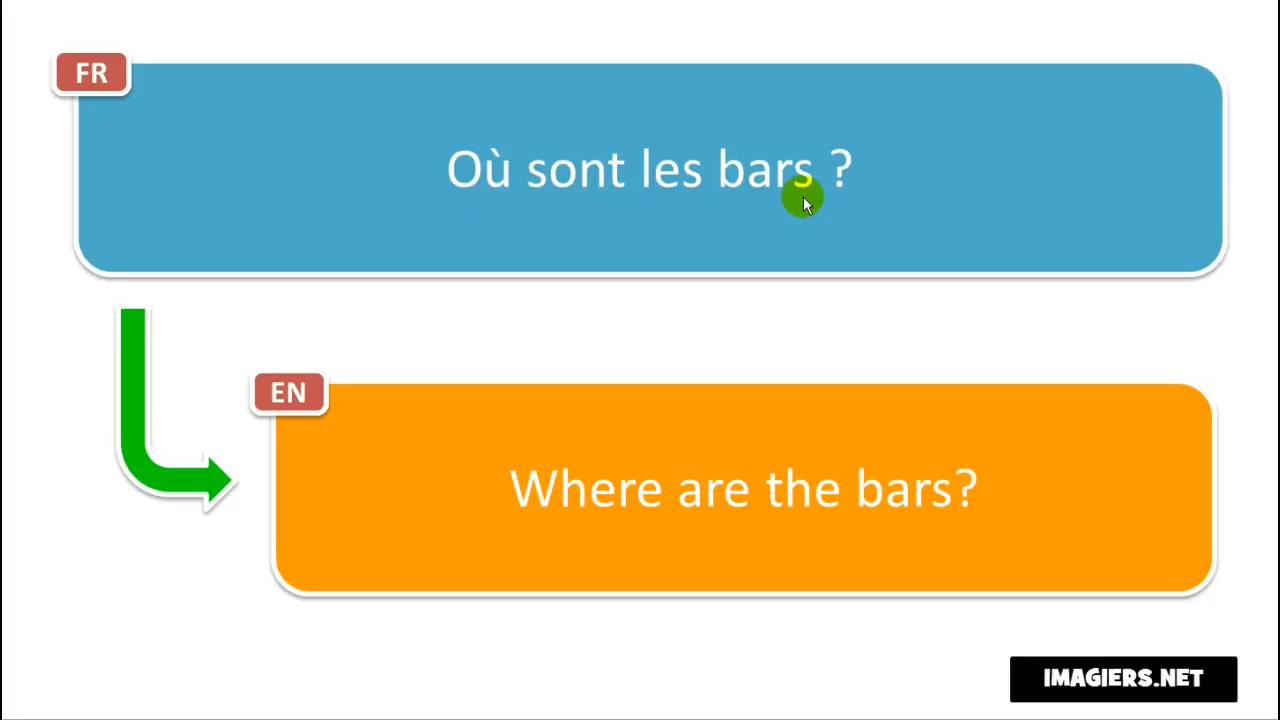 FR
Où sont les bars ?
EN
Where are the bars?
IMAGIERS.NET